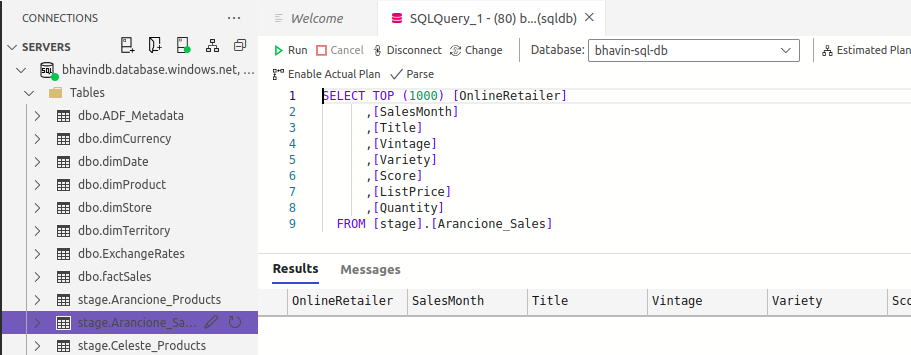 CONNECTIONS ...
SERVERS
bhavindb.database.windows.net, ...
Tables
dbo.ADF_Metadata
dbo.dimCurrency
dbo.dimDate
dbo.dimProduct
dbo.dimStore
dbo.dimTerritory
dbo.ExchangeRates
dbo.factSales
stage.Arancione_Products
stage.Arancione_Sa...
stage.Celeste_Products
Welcome
SQLQuery_1 - (80) b...(sqldb)
Run Cancel Disconnect Change Database: bhavin-sql-db Estimated Plan
Enable Actual Plan Parse
1 SELECT TOP (1000) [OnlineRetailer]
2 ,[SalesMonth]
3 ,[Title]
4 ,[Vintage]
5 ,[Variety]
6 ,[Score]
7 ,[ListPrice]
8 ,[Quantity]
9 FROM [stage].[Arancione_Sales]
Results Messages
OnlineRetailer SalesMonth Title Vintage Variety Sco